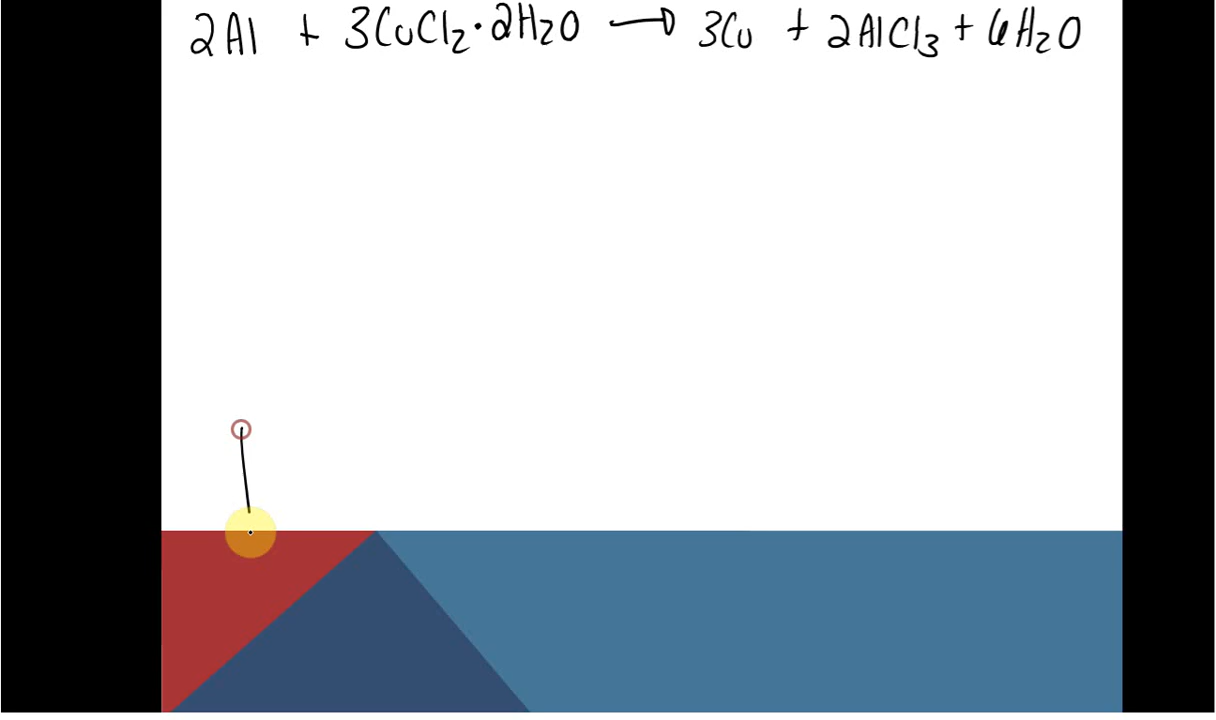 2Al + 3CuCl₂·2H₂O → 3Cu + 2AlCl₃ + 6H₂O